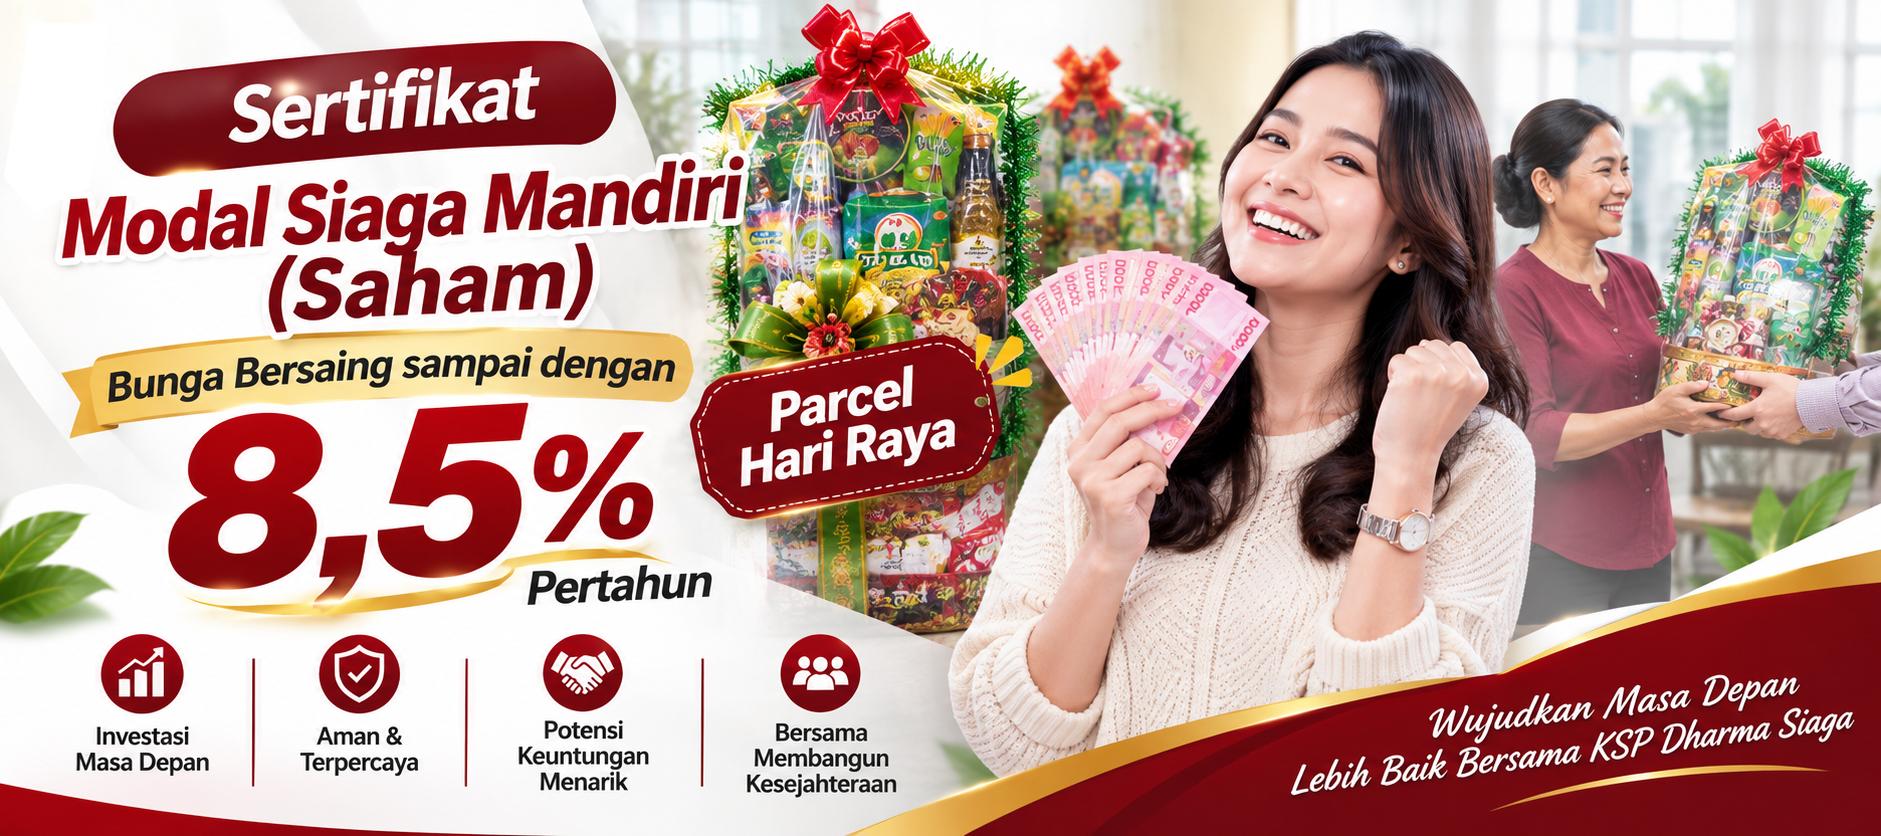 Sertifikat
Modal Siaga Mandiri
(Saham)
Bunga Bersaing sampai dengan
8,5%
Pertahun
Parcel
Hari Raya
Investasi
Masa Depan
Aman &
Terpercaya
Potensi
Keuntungan
Menarik
Bersama
Membangun
Kesejahteraan
Wujudkan Masa Depan
Lebih Baik Bersama KSP Dharma Siaga